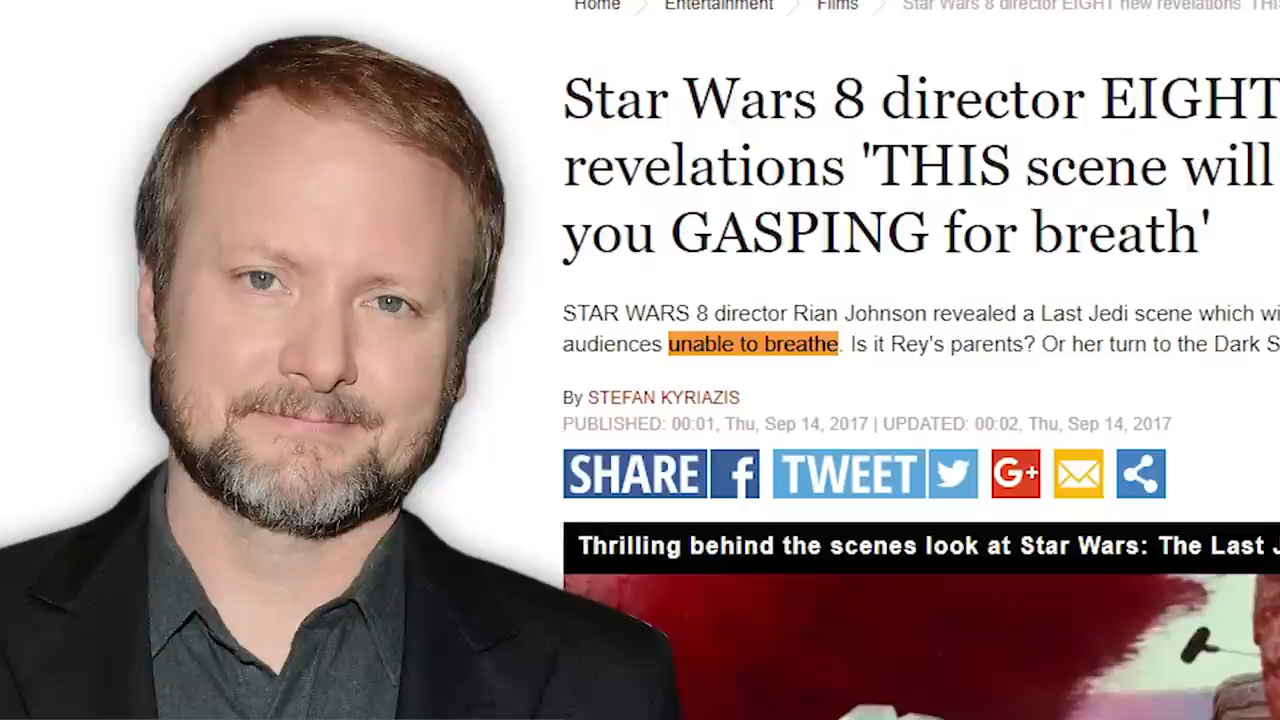 Home Entertainment Films Star Wars 8 director EIGHT new revelations 'THIS
Star Wars 8 director EIGHT
revelations 'THIS scene will
you GASPING for breath'
STAR WARS 8 director Rian Johnson revealed a Last Jedi scene which wi
audiences unable to breathe. Is it Rey's parents? Or her turn to the Dark S
By STEFAN KYRIAZIS
PUBLISHED: 00:01, Thu, Sep 14, 2017 | UPDATED: 00:02, Thu, Sep 14, 2017
SHARE f TWEET G+
Thrilling behind the scenes look at Star Wars: The Last J